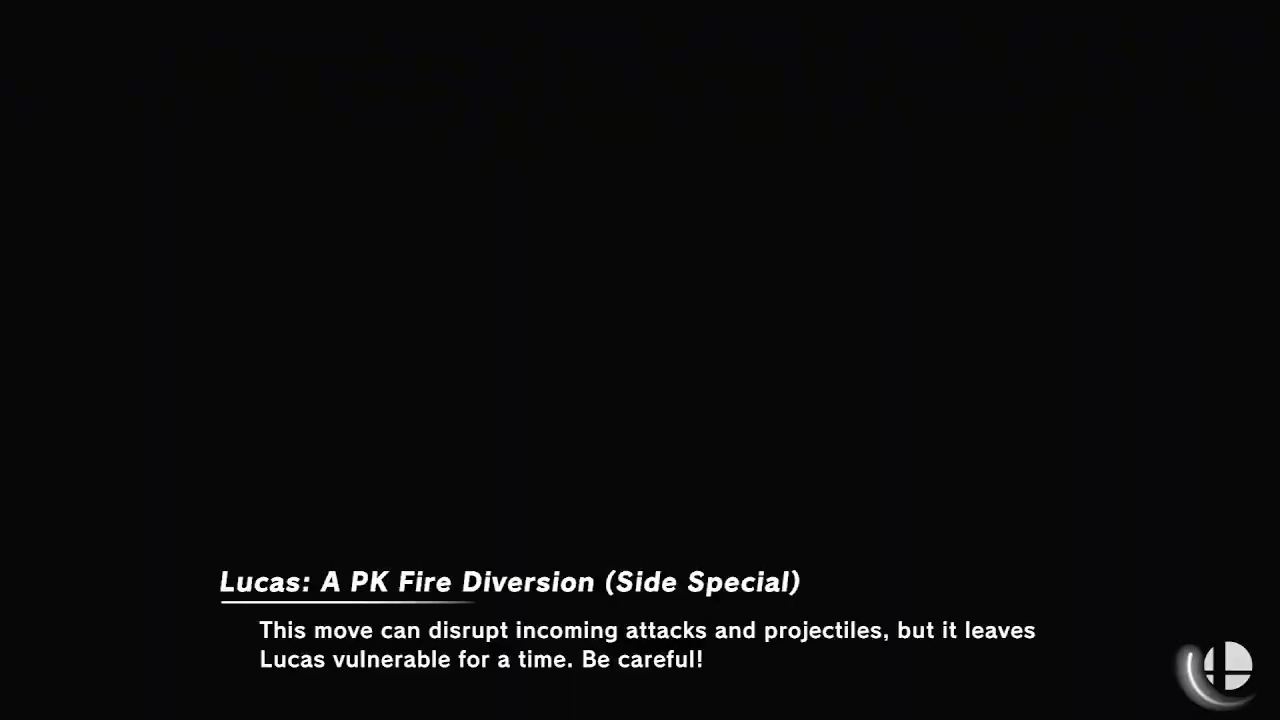 Lucas: A PK Fire Diversion (Side Special)
This move can disrupt incoming attacks and projectiles, but it leaves
Lucas vulnerable for a time. Be careful!